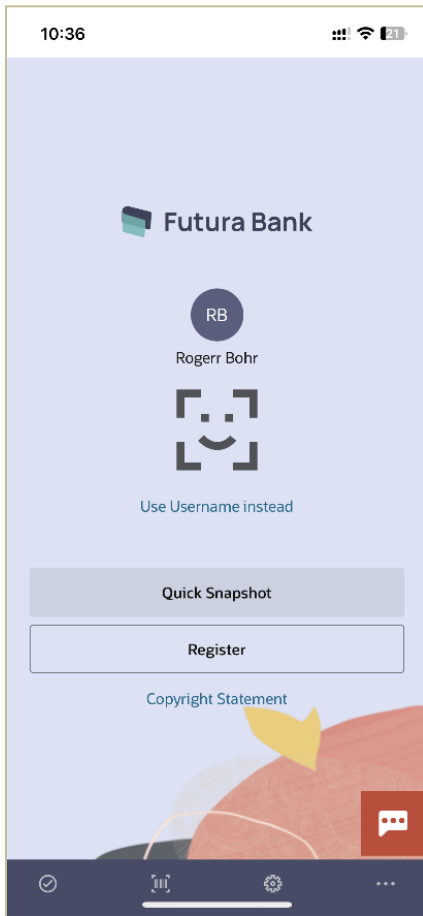 10:36
21
Futura Bank
RB
Rogerr Bohr
Use Username instead
Quick Snapshot
Register
Copyright Statement